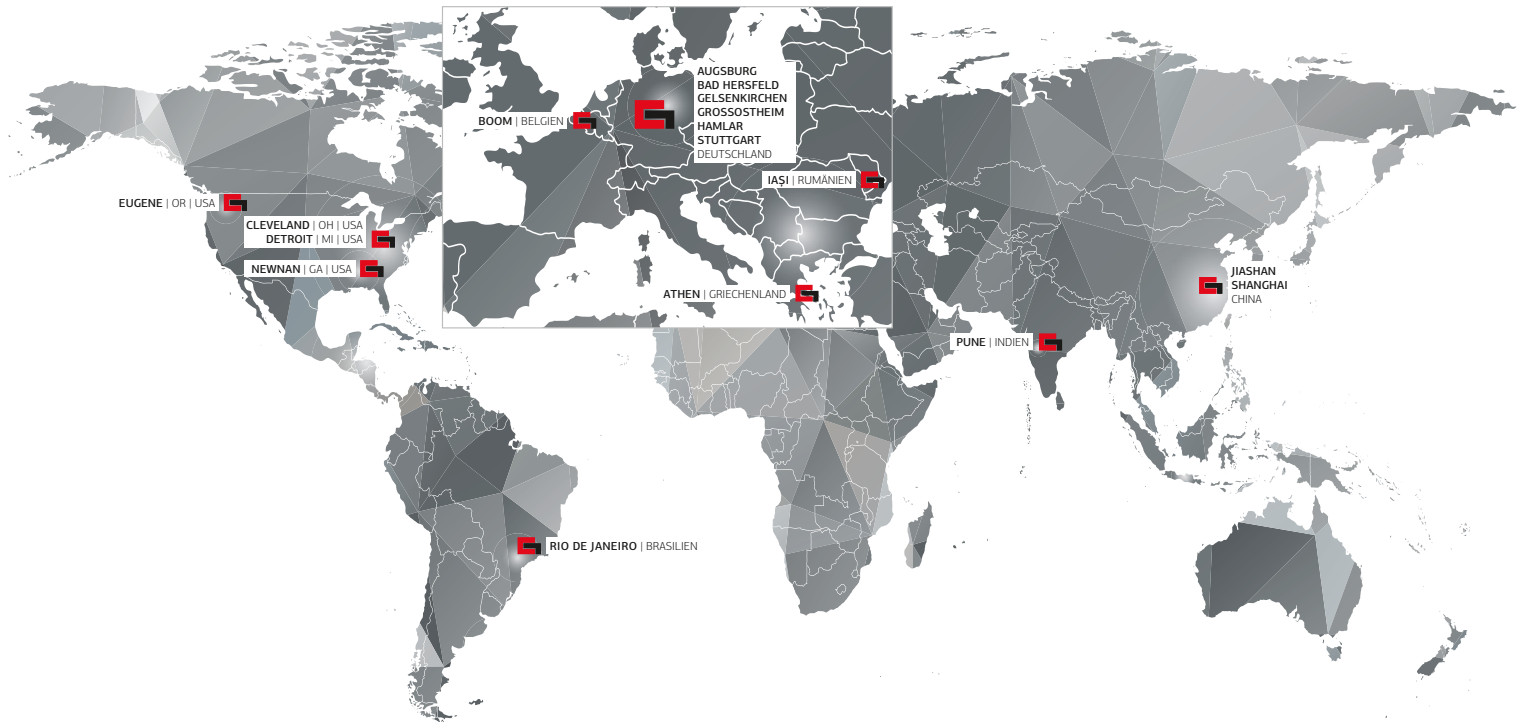 AUGSBURG
BAD HERSFELD
GELSENKIRCHEN
GROSSOSTHEIM
HAMLAR
STUTTGART
DEUTSCHLAND
BOOM | BELGIEN
IAȘI | RUMÄNIEN
EUGENE | OR | USA
CLEVELAND | OH | USA
DETROIT | MI | USA
NEWNAN | GA | USA
ATHEN | GRIECHENLAND
JIASHAN
SHANGHAI
CHINA
PUNE | INDIEN
RIO DE JANEIRO | BRASILIEN